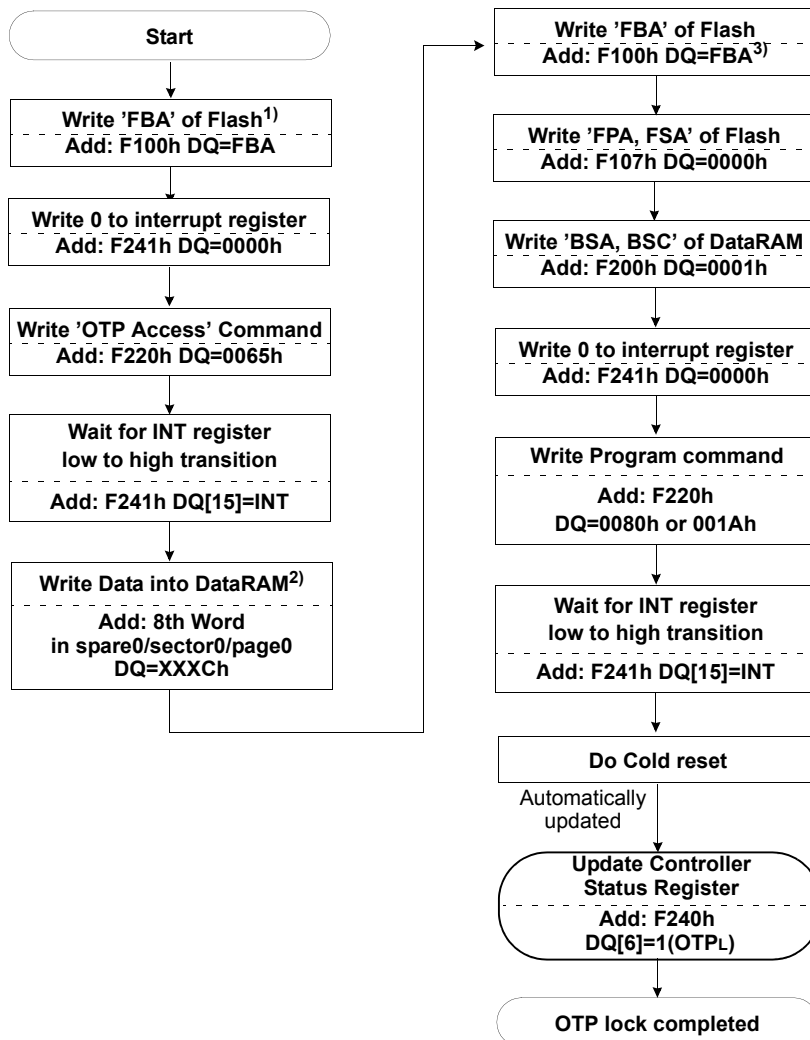 Start
Write ’FBA’ of Flash1)
Add: F100h DQ=FBA
Write 0 to interrupt register
Add: F241h DQ=0000h
Write ’OTP Access’ Command
Add: F220h DQ=0065h
Wait for INT register
low to high transition
Add: F241h DQ[15]=INT
Write Data into DataRAM2)
Add: 8th Word
in spare0/sector0/page0
DQ=XXXCh
Write ’FBA’ of Flash
Add: F100h DQ=FBA3)
Write ’FPA, FSA’ of Flash
Add: F107h DQ=0000h
Write ’BSA, BSC’ of DataRAM
Add: F200h DQ=0001h
Write 0 to interrupt register
Add: F241h DQ=0000h
Write Program command
Add: F220h
DQ=0080h or 001Ah
Wait for INT register
low to high transition
Add: F241h DQ[15]=INT
Do Cold reset
Automatically
updated
Update Controller
Status Register
Add: F240h
DQ[6]=1(OTPL)
OTP lock completed